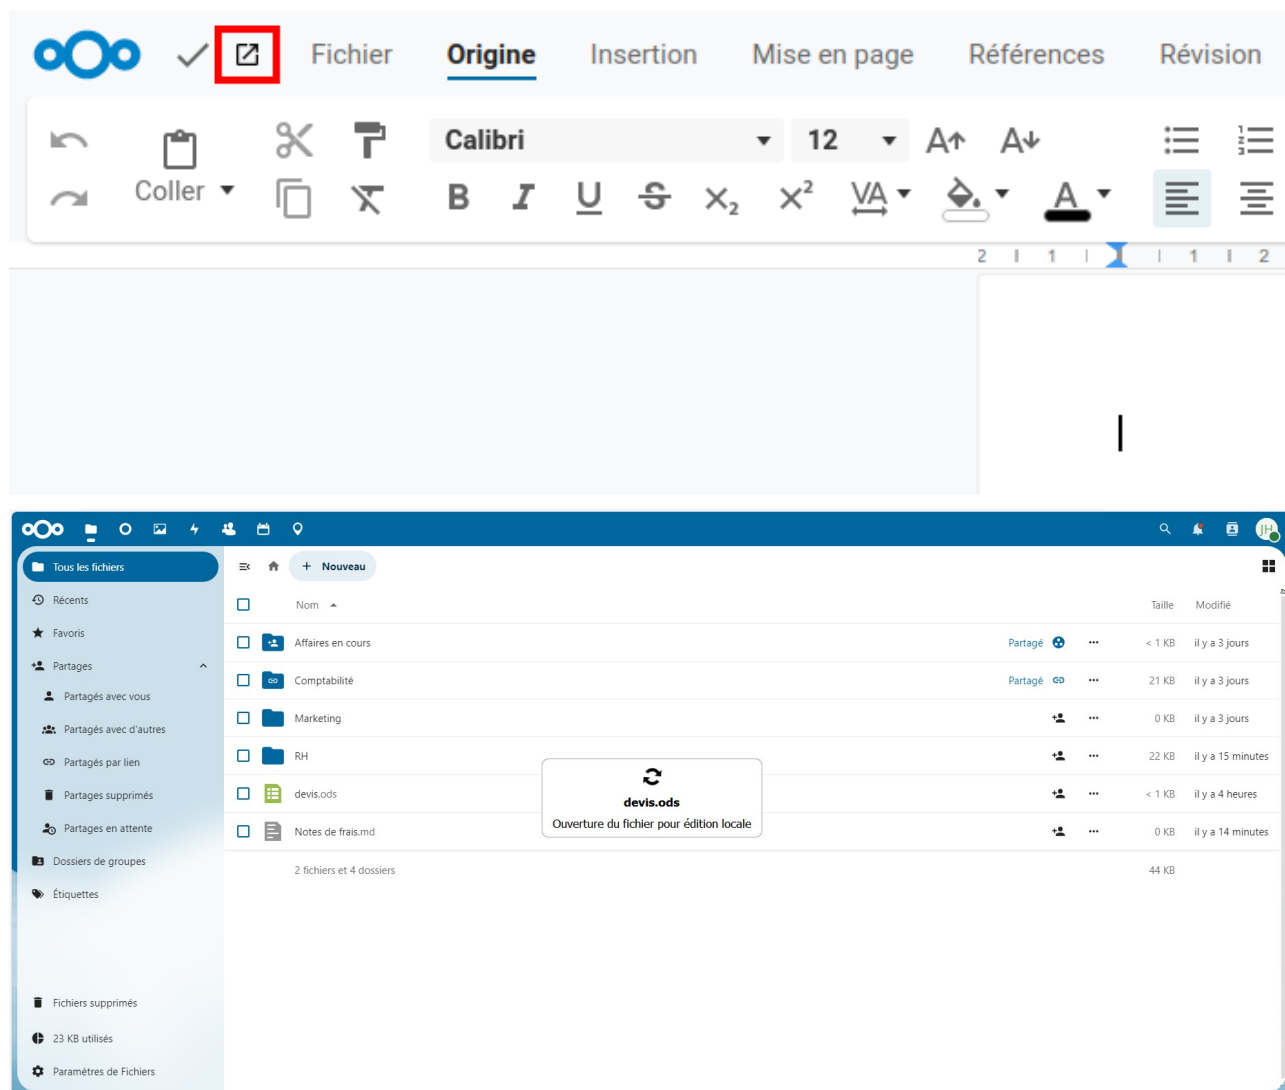 Fichier Origine Insertion Mise en page Références Révision
Calibri 12
Coller
2 1 1 2
JH
Tous les fichiers
Nouveau
Récents
Nom Taille Modifié
Favoris
Affaires en cours Partagé < 1 KB il y a 3 jours
Partages
Comptabilité Partagé 21 KB il y a 3 jours
Partagés avec vous
Marketing 0 KB il y a 3 jours
Partagés avec d'autres
RH 22 KB il y a 15 minutes
Partagés par lien
devis.ods < 1 KB il y a 4 heures
Partages supprimés
devis.ods
Ouverture du fichier pour édition locale
Notes de frais.md 0 KB il y a 14 minutes
Partages en attente
Dossiers de groupes
2 fichiers et 4 dossiers 44 KB
Étiquettes
Fichiers supprimés
23 KB utilisés
Paramètres de Fichiers